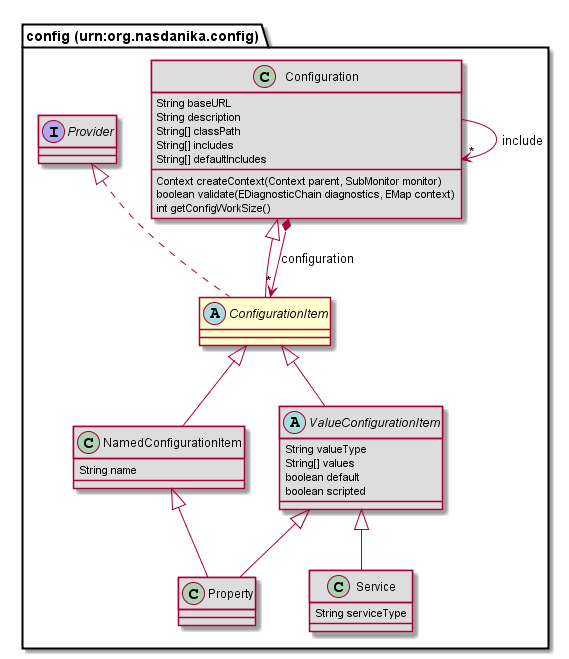 config (urn:org.nasdanika.config)
C Configuration
String baseURL
String description
String[] classPath
String[] includes
String[] defaultIncludes
Context createContext(Context parent, SubMonitor monitor)
boolean validate(EDiagnosticChain diagnostics, EMap context)
int getConfigWorkSize()
include
*
I Provider
configuration
*
A ConfigurationItem
C NamedConfigurationItem
String name
A ValueConfigurationItem
String valueType
String[] values
boolean default
boolean scripted
C Property
C Service
String serviceType